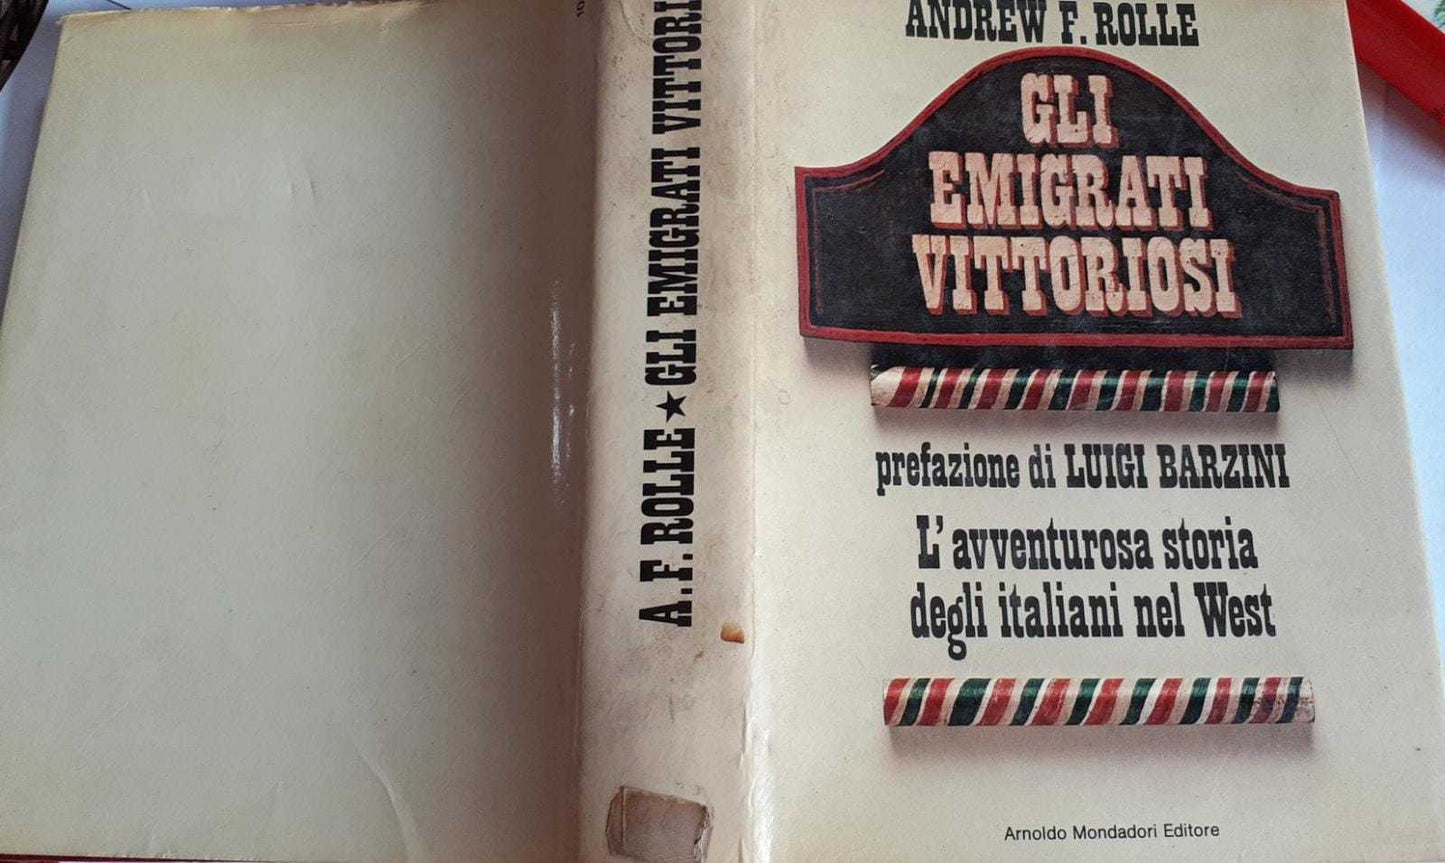 A.F. ROLLE ★ GLI EMIGRATI VITTORI
ANDREW F. ROLLE
GLI
EMIGRATI
VITTORIOSI
prefazione di LUIGI BARZINI
L'avventurosa storia
degli italiani nel West
Arnoldo Mondadori Editore